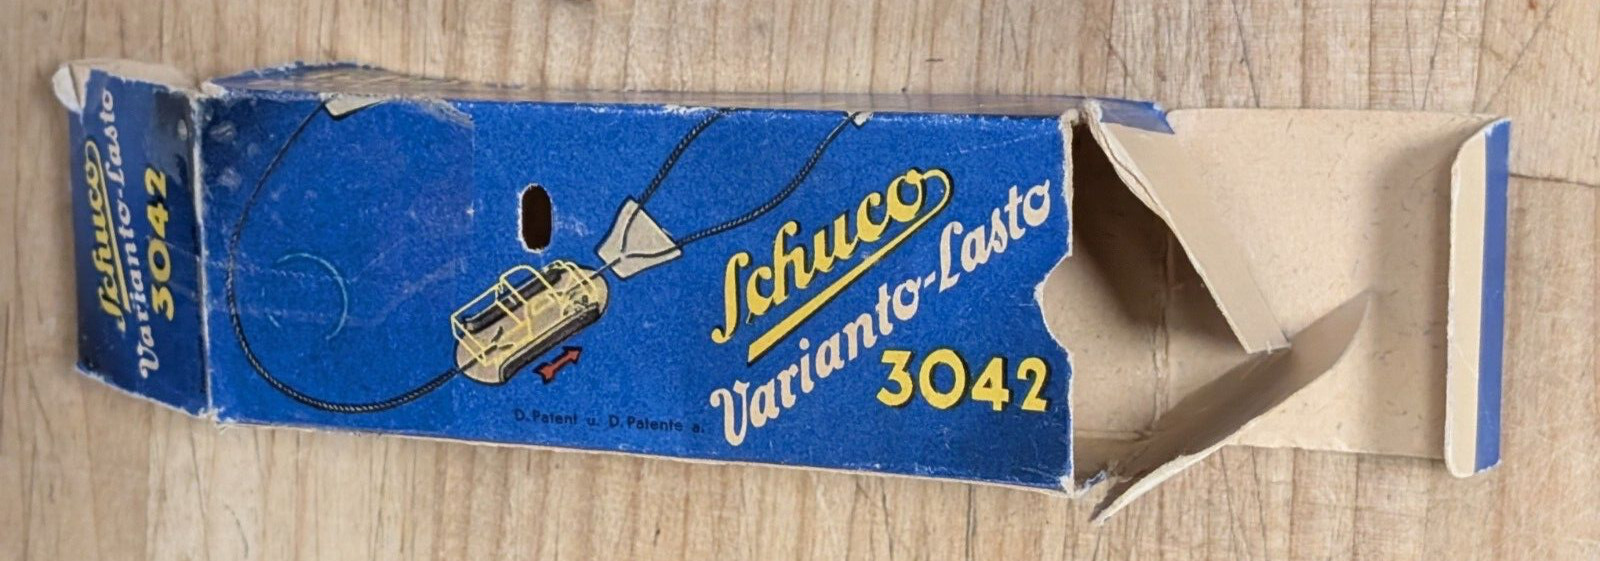 Schuco
Varianto-Lasto
3042
Schuco
Varianto-Lasto
3042
D. Patent u. D. Patente a.